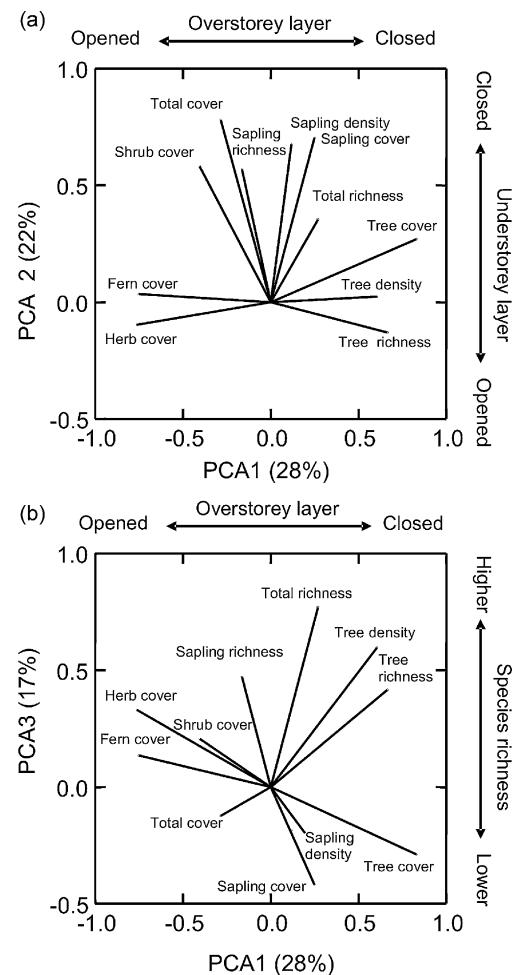 (a)
Overstorey layer
Opened
Closed
1.0
Total cover
Sapling density
Sapling
richness
Sapling cover
Shrub cover
0.5
Total richness
Tree cover
Fern cover
Tree density
0.0
Herb cover
Tree richness
-0.5
-1.0 -0.5 0.0 0.5 1.0
PCA 2 (22%)
PCA1 (28%)
Closed
Understorey layer
Opened
(b)
Overstorey layer
Opened
Closed
1.0
Total richness
Tree density
Sapling richness
Tree
richness
0.5
Herb cover
Shrub cover
Fern cover
0.0
Total cover
Sapling
density
Tree cover
Sapling cover
-0.5
-1.0 -0.5 0.0 0.5 1.0
PCA3 (17%)
PCA1 (28%)
Higher
Species richness
Lower